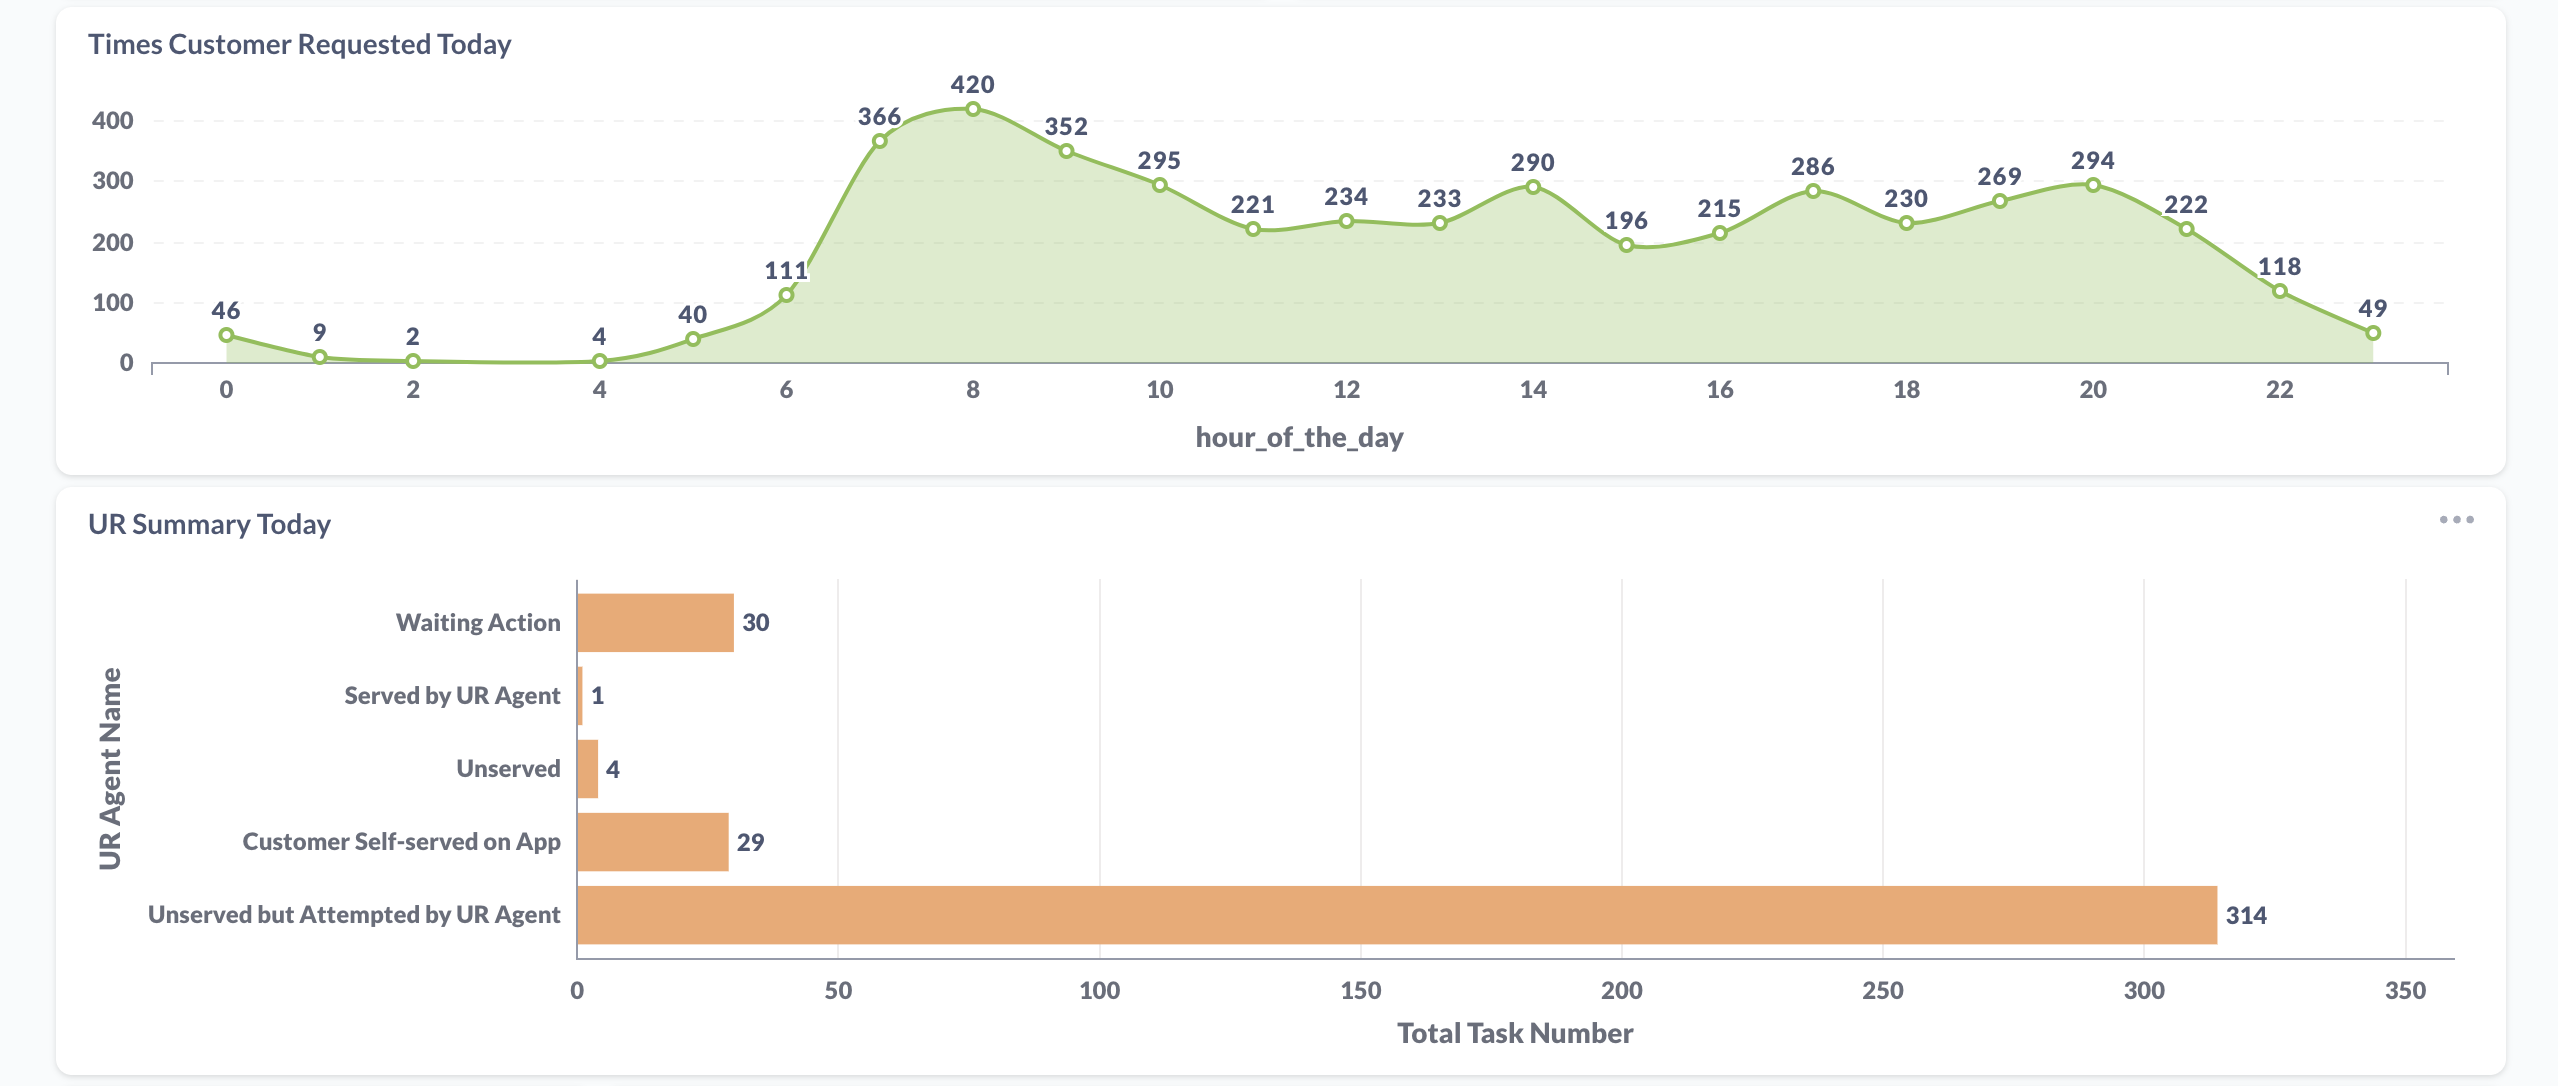 Times Customer Requested Today
420
366
352
400
295
290
294
286
300
269
221
234
233
230
222
215
196
200
111
118
100
46
40
49
9
2
4
0
0 2 4 6 8 10 12 14 16 18 20 22
hour_of_the_day
UR Summary Today
UR Agent Name
Waiting Action 30
Served by UR Agent 1
Unserved 4
Customer Self-served on App 29
Unserved but Attempted by UR Agent 314
0 50 100 150 200 250 300 350
Total Task Number